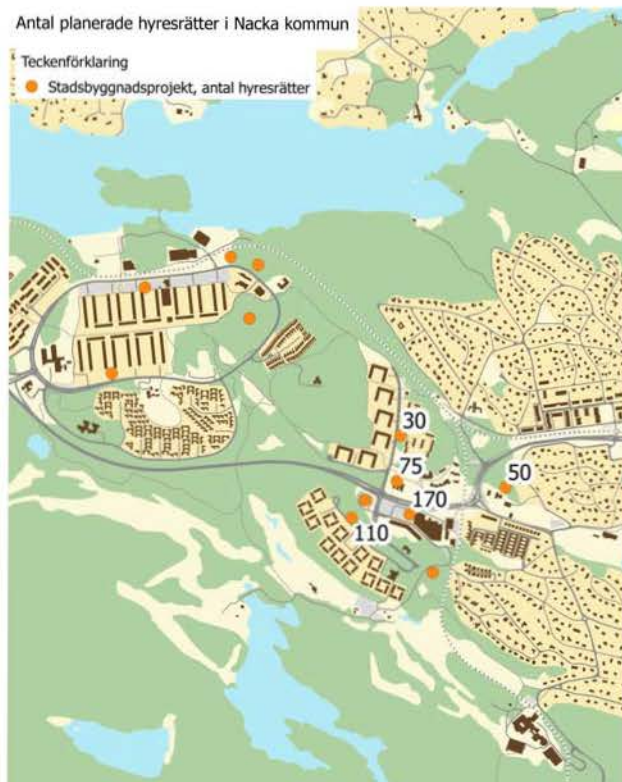 Antal planerade hyresrätter i Nacka kommun
Teckenförklaring
Stadsbyggnadsprojekt, antal hyresrätter
30
75
50
170
110